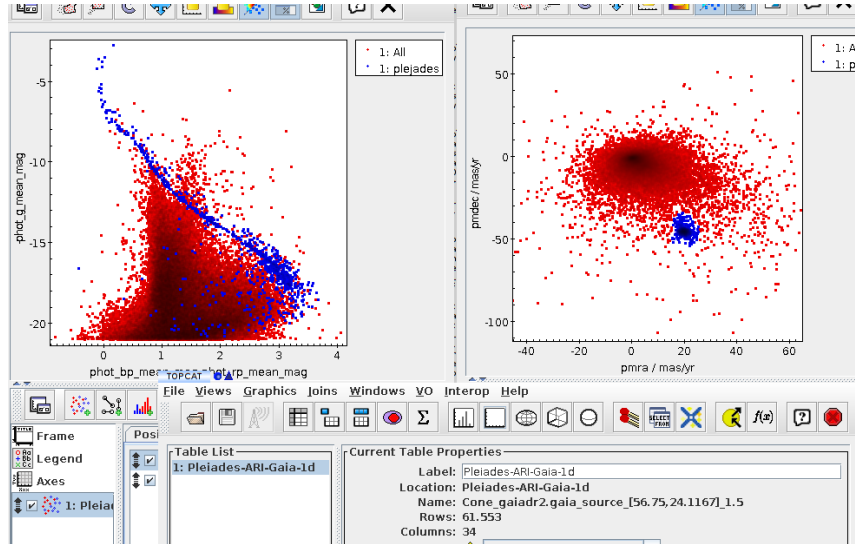 1: All
1: plejades
-5
-10
-15
-20
-phot_g_mean_mag
0
1
2
3
4
1: A
1: p
50
0
-50
-100
pmdec / mas/yr
-40
-20
0
20
40
60
pmra / mas/yr
TOPCAT
File Views Graphics Joins Windows VO Interop Help
SELECT
FROM
f(x)
Frame
Legend
Axes
1: Pleiad
Posi
Table List
1: Pleiades-ARI-Gaia-1d
Current Table Properties
Label: Pleiades-ARI-Gaia-1d
Location: Pleiades-ARI-Gaia-1d
Name: Cone_gaiadr2.gaia_source_[56.75,24.1167]_1.5
Rows: 61.553
Columns: 34